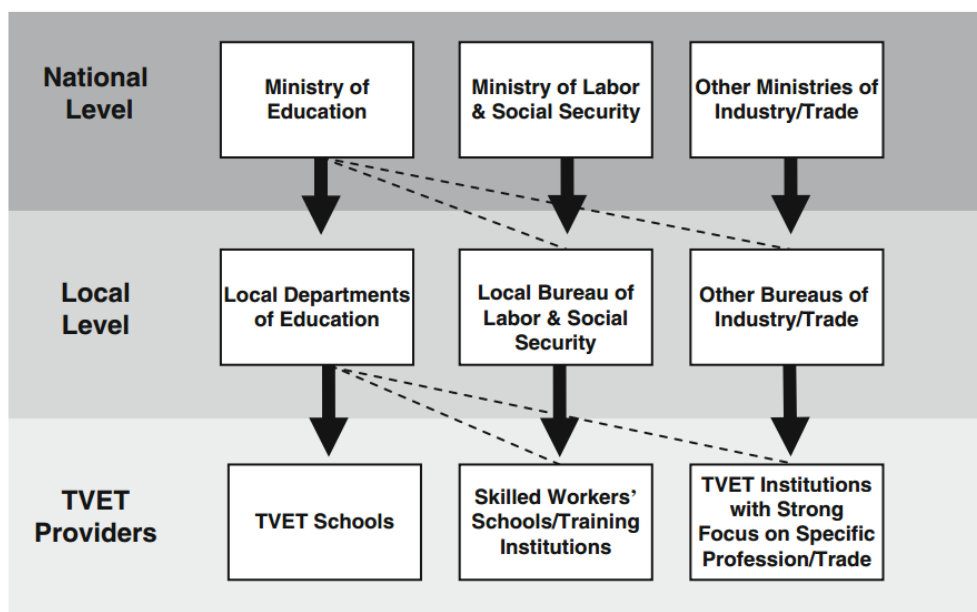 National
Level
Ministry of
Education
Ministry of Labor
& Social Security
Other Ministries of
Industry/Trade
Local
Level
Local Departments
of Education
Local Bureau of
Labor & Social
Security
Other Bureaus of
Industry/Trade
TVET
Providers
TVET Schools
Skilled Workers’
Schools/Training
Institutions
TVET Institutions
with Strong
Focus on Specific
Profession/Trade